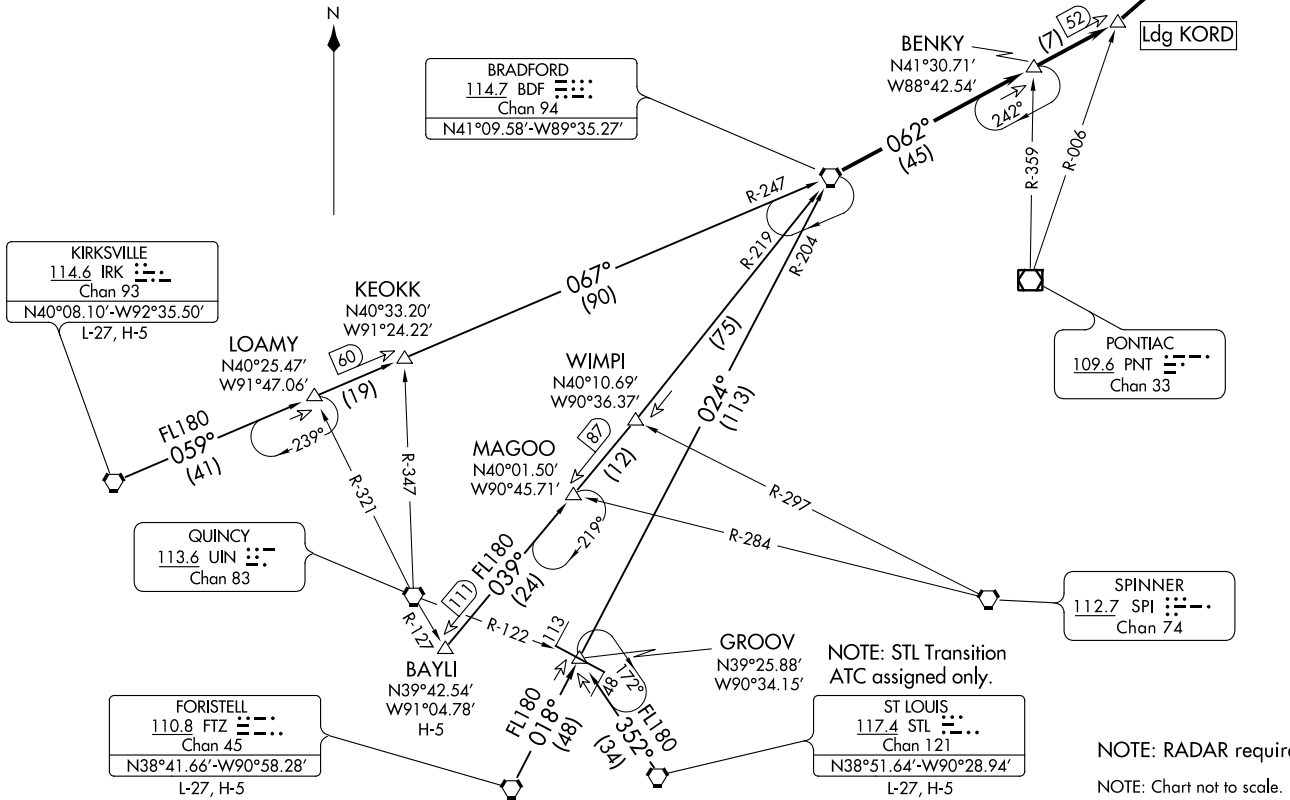 N
Ldg KORD
52
(7)
BENKY
N41°30.71'
W88°42.54'
242°
062°
(45)
R-359
R-006
BRADFORD
114.7 BDF
Chan 94
N41°09.58'-W89°35.27'
R-247
R-219
R-204
KIRKSVILLE
114.6 IRK
Chan 93
N40°08.10'-W92°35.50'
L-27, H-5
KEOKK
N40°33.20'
W91°24.22'
067°
(90)
LOAMY
N40°25.47'
W91°47.06'
60
(19)
FL180
059°
(41)
239°
R-321
R-347
WIMPI
N40°10.69'
W90°36.37'
(75)
024°
(113)
PONTIAC
109.6 PNT
Chan 33
MAGOO
N40°01.50'
W90°45.71'
87
(12)
219°
R-297
R-284
QUINCY
113.6 UIN
Chan 83
FL180
039°
(24)
111
R-127
R-122
113
BAYLI
N39°42.54'
W91°04.78'
H-5
SPINNER
112.7 SPI
Chan 74
GROOV
N39°25.88'
W90°34.15'
172°
48
NOTE: STL Transition
ATC assigned only.
FORISTELL
110.8 FTZ
Chan 45
N38°41.66'-W90°58.28'
L-27, H-5
FL180
018°
(48)
FL180
352°
(34)
ST LOUIS
117.4 STL
Chan 121
N38°51.64'-W90°28.94'
L-27, H-5
NOTE: RADAR require
NOTE: Chart not to scale.